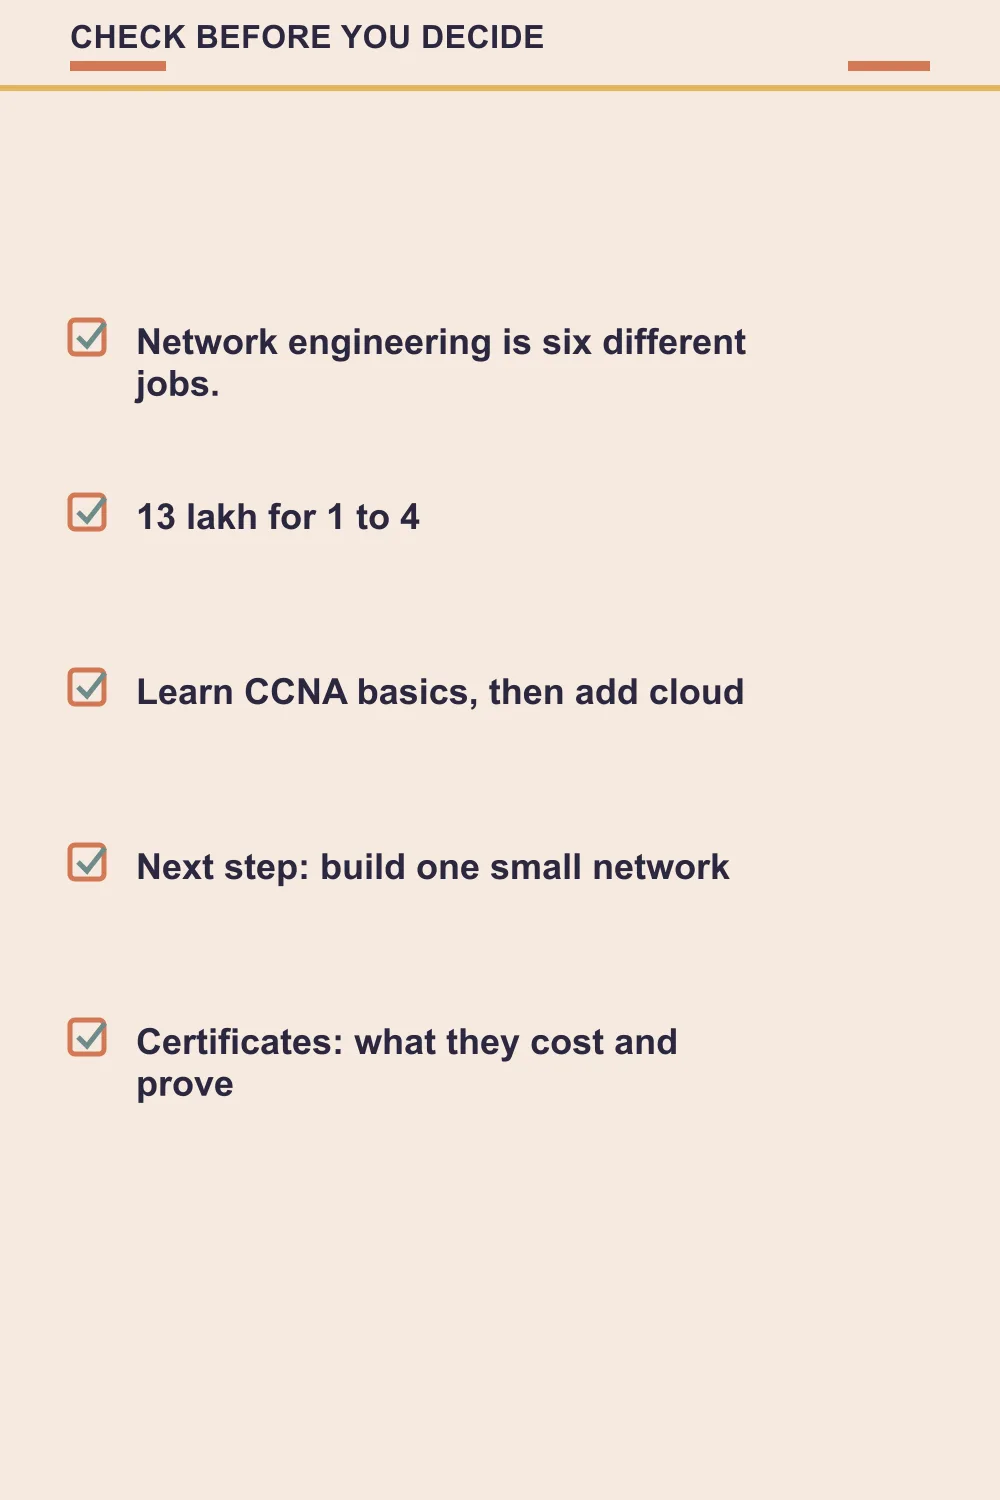 CHECK BEFORE YOU DECIDE
Network engineering is six different
jobs.
13 lakh for 1 to 4
Learn CCNA basics, then add cloud
Next step: build one small network
Certificates: what they cost and
prove